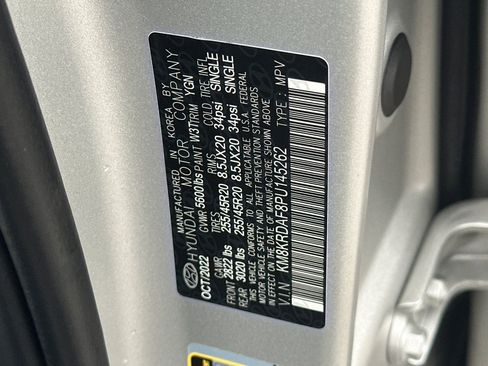 MANUFACTURED IN KOREA BY
HYUNDAI MOTOR COMPANY
OCT/2022 GVWR 5600lbs PAINT W3T TRIM YGN
GAWR TIRES RIMS COLD TIRE INFL.
FRONT 2822 lbs 255/45R20 8.5JX20 34psi SINGLE
REAR 3020 lbs 255/45R20 8.5JX20 34psi SINGLE
THIS VEHICLE CONFORMS TO ALL APPLICABLE U.S.A. FEDERAL
MOTOR VEHICLE SAFETY AND THEFT PREVENTION STANDARDS
IN EFFECT ON THE DATE OF MANUFACTURE SHOWN ABOVE.
V.I.N : KM8KRDAF8PU145262 TYPE : MPV